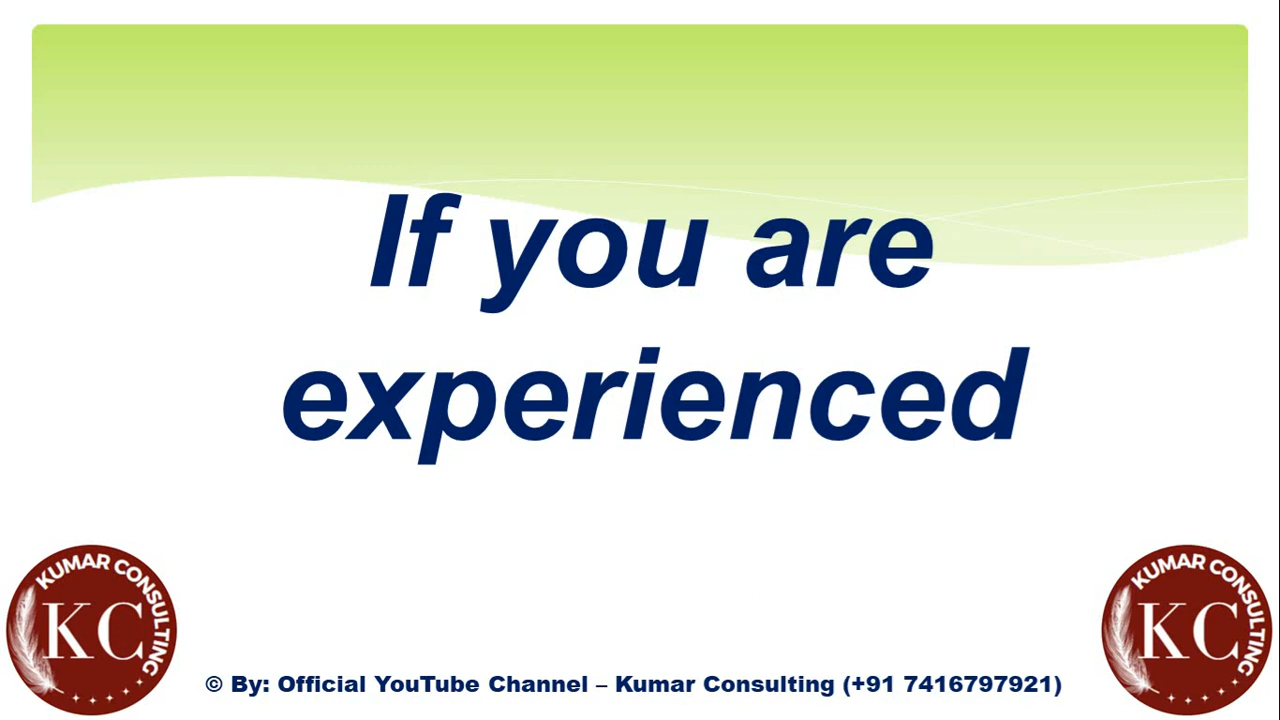 If you are
experienced
KUMAR CONSULTING
KC
KUMAR CONSULTING
KC
© By: Official YouTube Channel – Kumar Consulting (+91 7416797921)